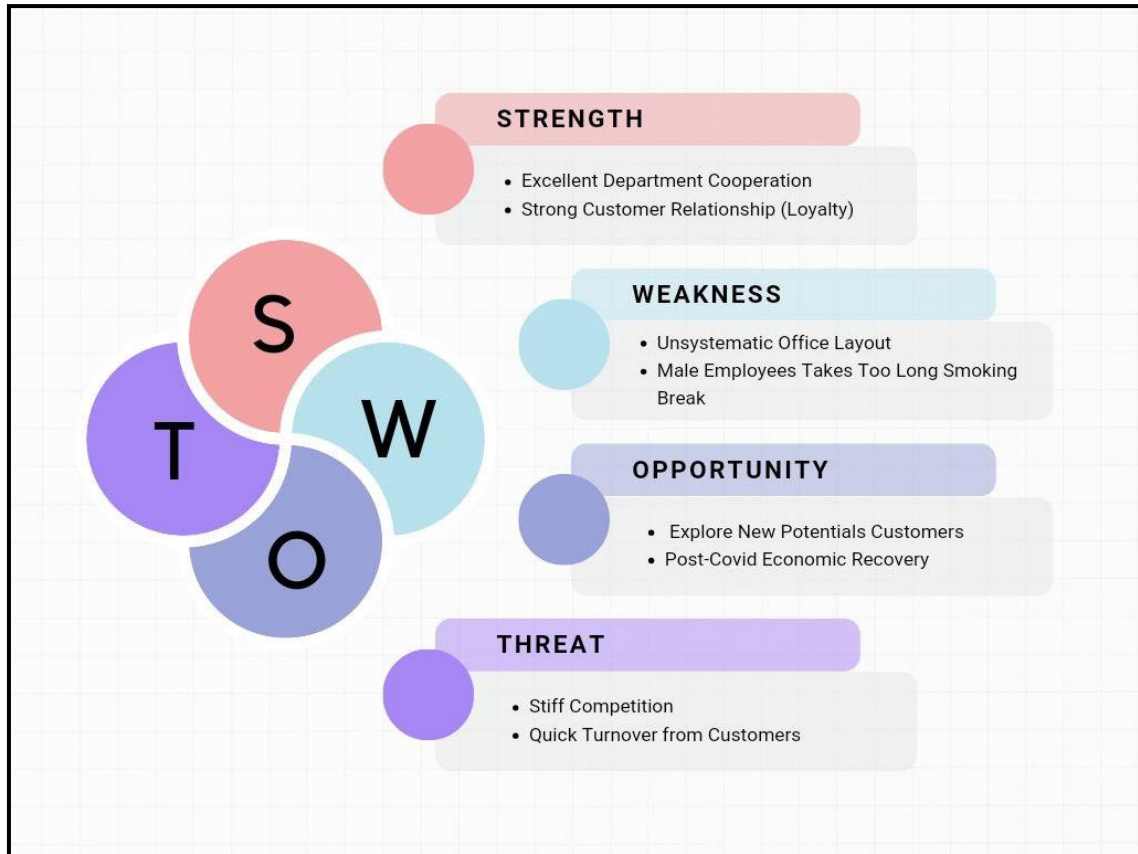 S
W
T
O
STRENGTH
• Excellent Department Cooperation
• Strong Customer Relationship (Loyalty)
WEAKNESS
• Unsystematic Office Layout
• Male Employees Takes Too Long Smoking
Break
OPPORTUNITY
• Explore New Potentials Customers
• Post-Covid Economic Recovery
THREAT
• Stiff Competition
• Quick Turnover from Customers